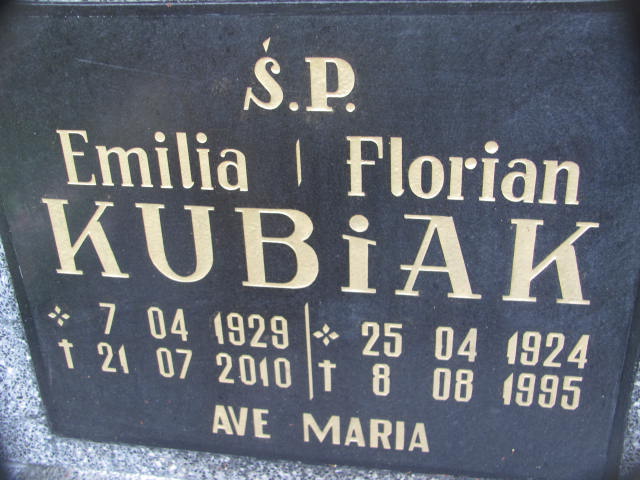 Ś.P.
Emilia | Florian
KUBiAK
7 04 1929 | 25 04 1924
† 21 07 2010 | † 8 08 1995
AVE MARIA